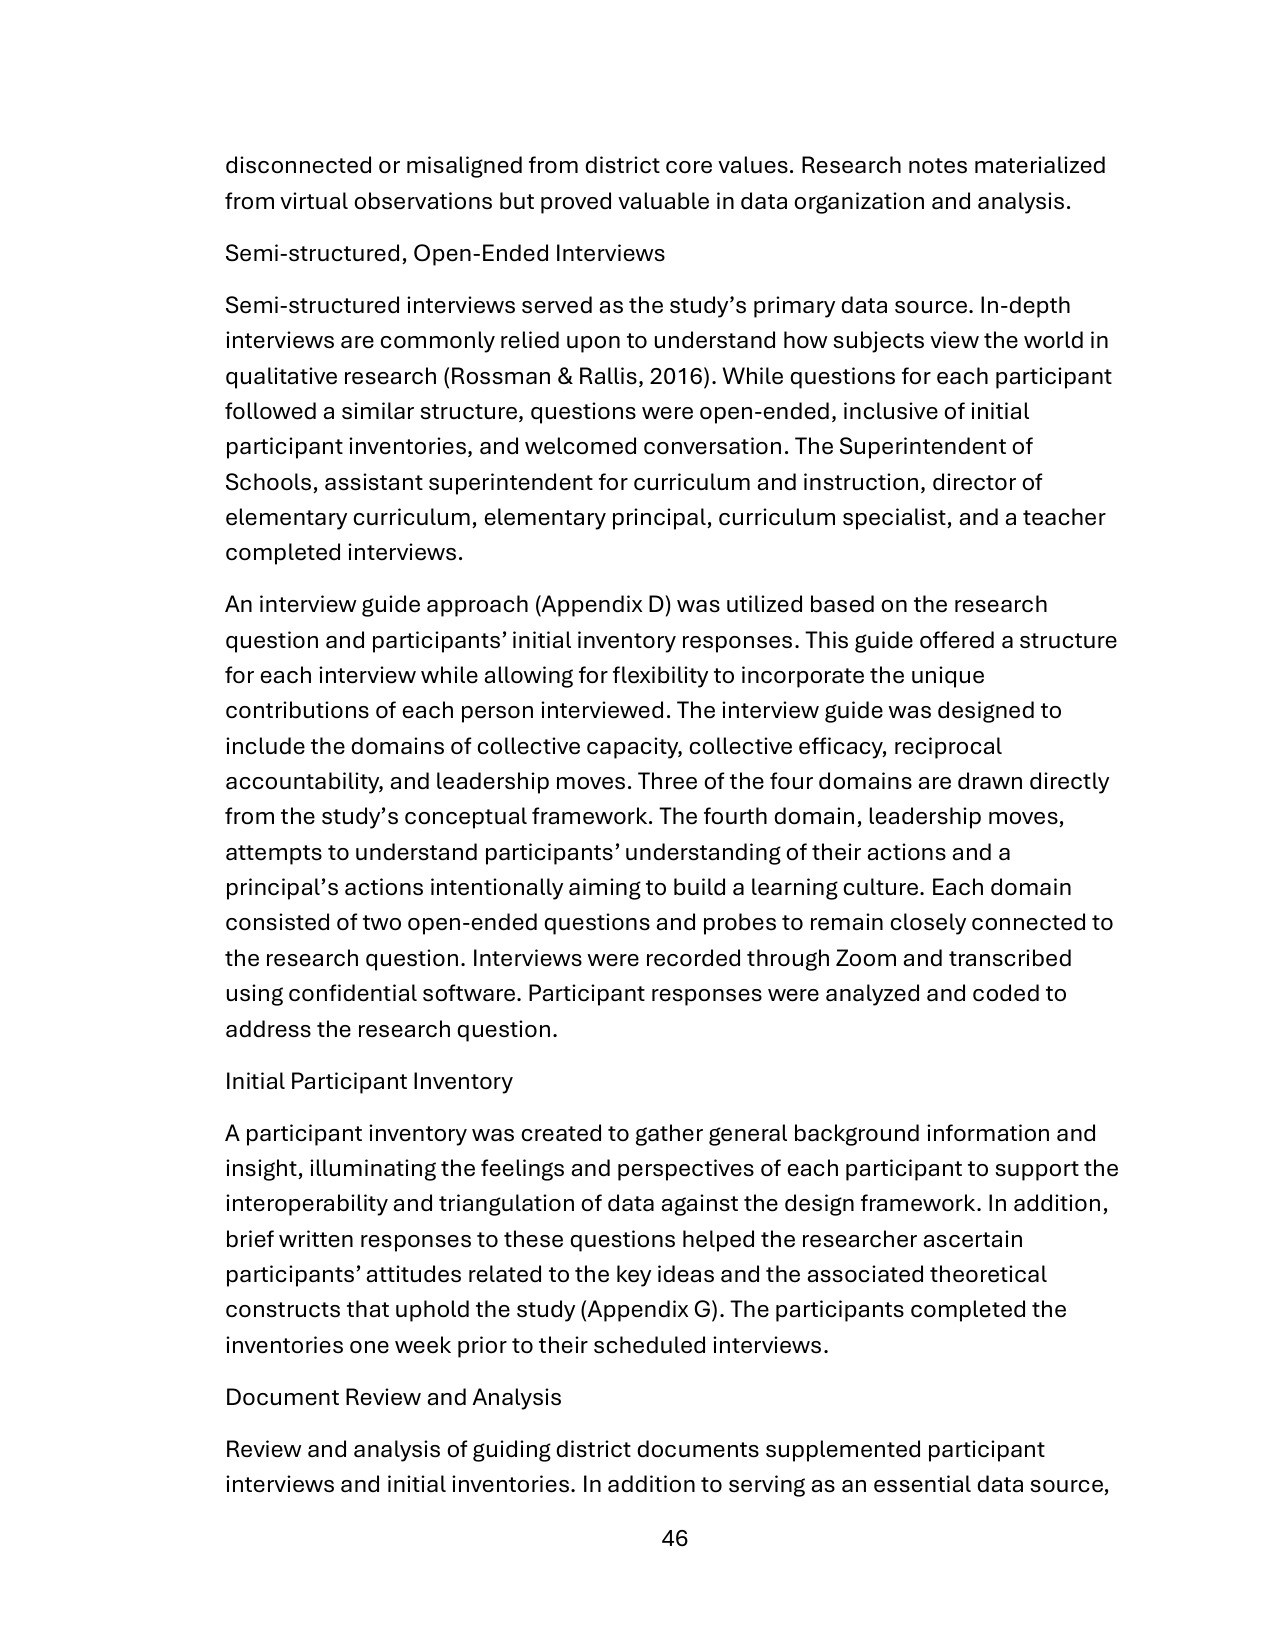 disconnected or misaligned from district core values. Research notes materialized
from virtual observations but proved valuable in data organization and analysis.
Semi-structured, Open-Ended Interviews
Semi-structured interviews served as the study’s primary data source. In-depth
interviews are commonly relied upon to understand how subjects view the world in
qualitative research (Rossman & Rallis, 2016). While questions for each participant
followed a similar structure, questions were open-ended, inclusive of initial
participant inventories, and welcomed conversation. The Superintendent of
Schools, assistant superintendent for curriculum and instruction, director of
elementary curriculum, elementary principal, curriculum specialist, and a teacher
completed interviews.
An interview guide approach (Appendix D) was utilized based on the research
question and participants’ initial inventory responses. This guide offered a structure
for each interview while allowing for flexibility to incorporate the unique
contributions of each person interviewed. The interview guide was designed to
include the domains of collective capacity, collective efficacy, reciprocal
accountability, and leadership moves. Three of the four domains are drawn directly
from the study’s conceptual framework. The fourth domain, leadership moves,
attempts to understand participants’ understanding of their actions and a
principal’s actions intentionally aiming to build a learning culture. Each domain
consisted of two open-ended questions and probes to remain closely connected to
the research question. Interviews were recorded through Zoom and transcribed
using confidential software. Participant responses were analyzed and coded to
address the research question.
Initial Participant Inventory
A participant inventory was created to gather general background information and
insight, illuminating the feelings and perspectives of each participant to support the
interoperability and triangulation of data against the design framework. In addition,
brief written responses to these questions helped the researcher ascertain
participants’ attitudes related to the key ideas and the associated theoretical
constructs that uphold the study (Appendix G). The participants completed the
inventories one week prior to their scheduled interviews.
Document Review and Analysis
Review and analysis of guiding district documents supplemented participant
interviews and initial inventories. In addition to serving as an essential data source,
46